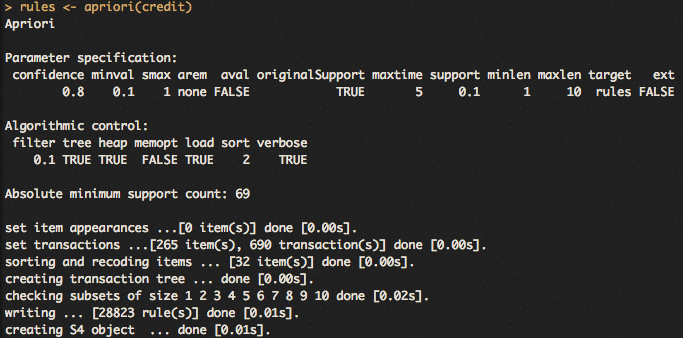 > rules <- apriori(credit)
Apriori

Parameter specification:
 confidence minval smax arem  aval originalSupport maxtime support minlen maxlen target   ext
        0.8    0.1    1 none FALSE            TRUE       5     0.1      1     10  rules FALSE

Algorithmic control:
 filter tree heap memopt load sort verbose
    0.1 TRUE TRUE  FALSE TRUE    2    TRUE

Absolute minimum support count: 69

set item appearances ...[0 item(s)] done [0.00s].
set transactions ...[265 item(s), 690 transaction(s)] done [0.00s].
sorting and recoding items ... [32 item(s)] done [0.00s].
creating transaction tree ... done [0.00s].
checking subsets of size 1 2 3 4 5 6 7 8 9 10 done [0.02s].
writing ... [28823 rule(s)] done [0.01s].
creating S4 object  ... done [0.01s].